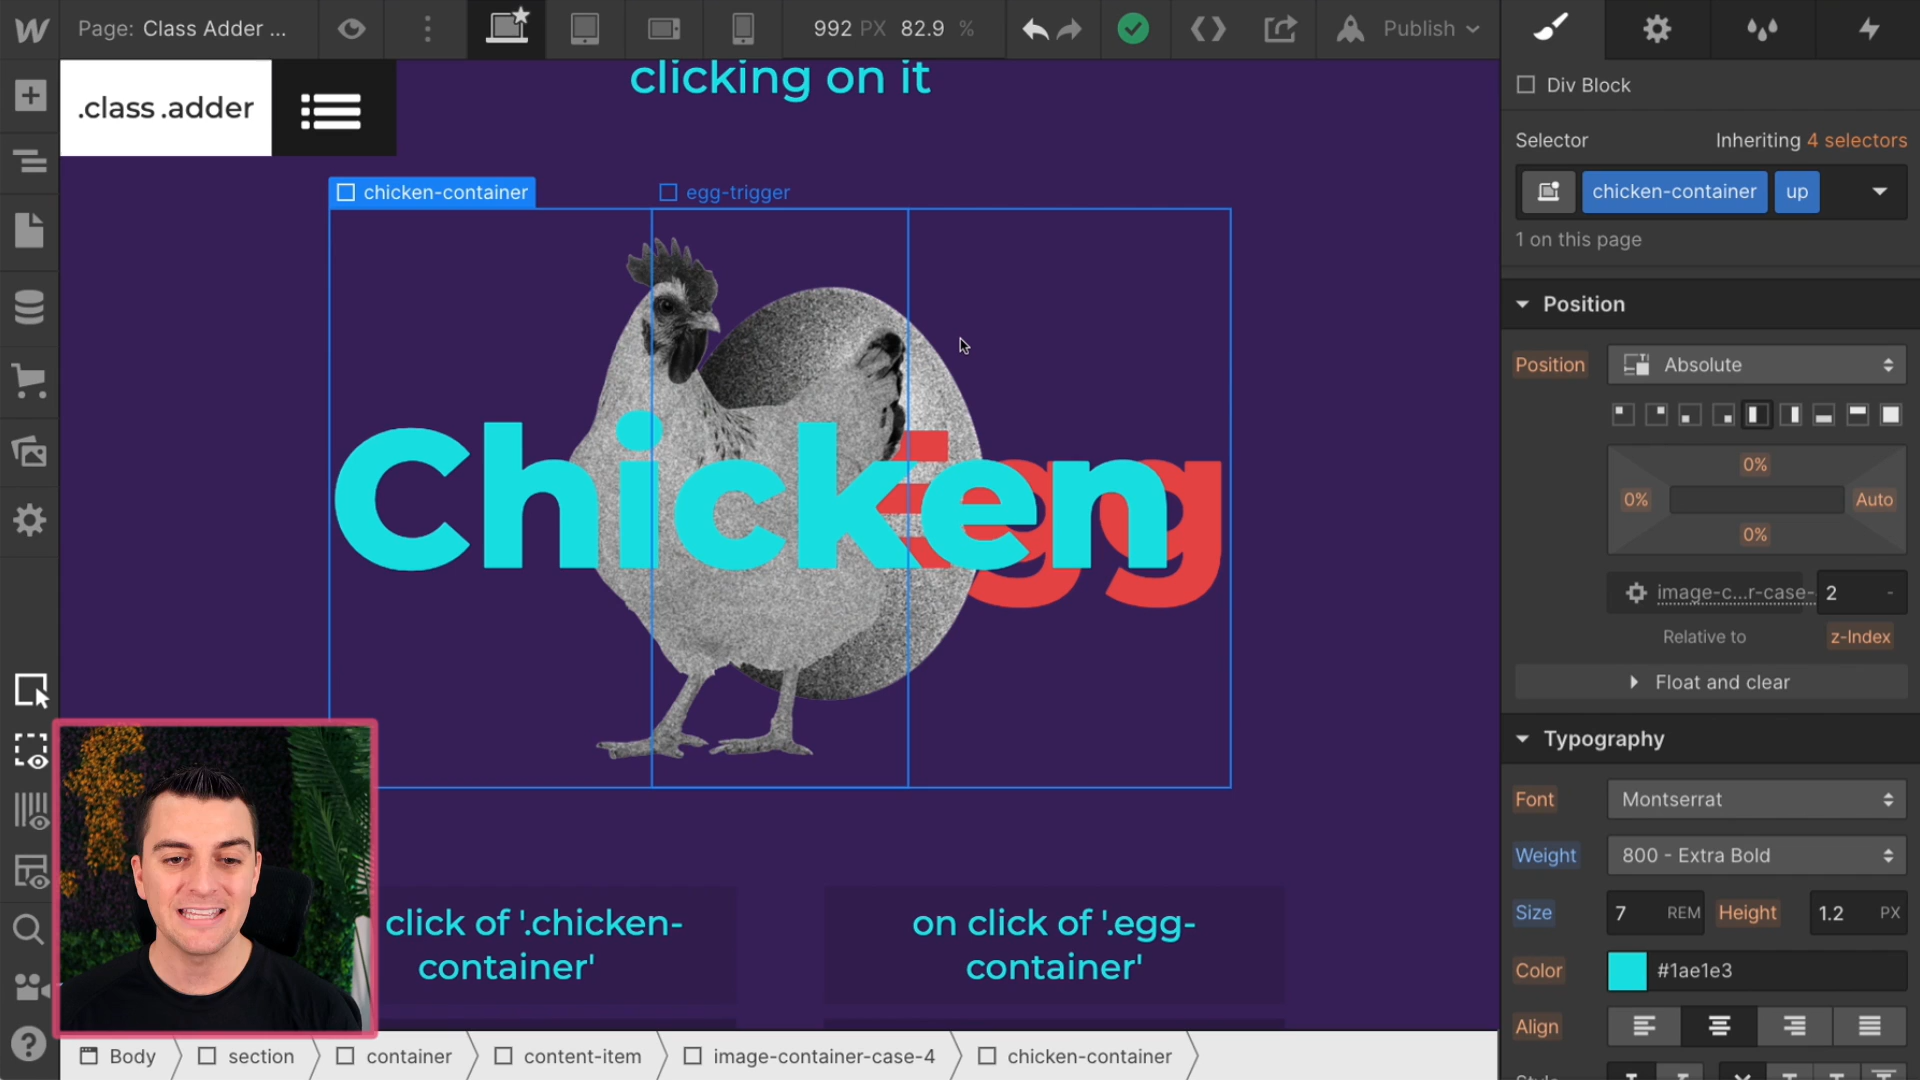 Page: Class Adder ...
992 PX 82.9 %
Publish
.class .adder
clicking on it
chicken-container
egg-trigger
Chicken
Egg
click of '.chicken-
container'
on click of '.egg-
container'
Body
section
container
content-item
image-container-case-4
chicken-container
Div Block
Selector
Inheriting 4 selectors
chicken-container
up
1 on this page
Position
Position
Absolute
0%
0%
Auto
0%
image-c...r-case-
2
-
Relative to
z-Index
Float and clear
Typography
Font
Montserrat
Weight
800 - Extra Bold
Size
7 REM
Height
1.2 PX
Color
#1ae1e3
Align